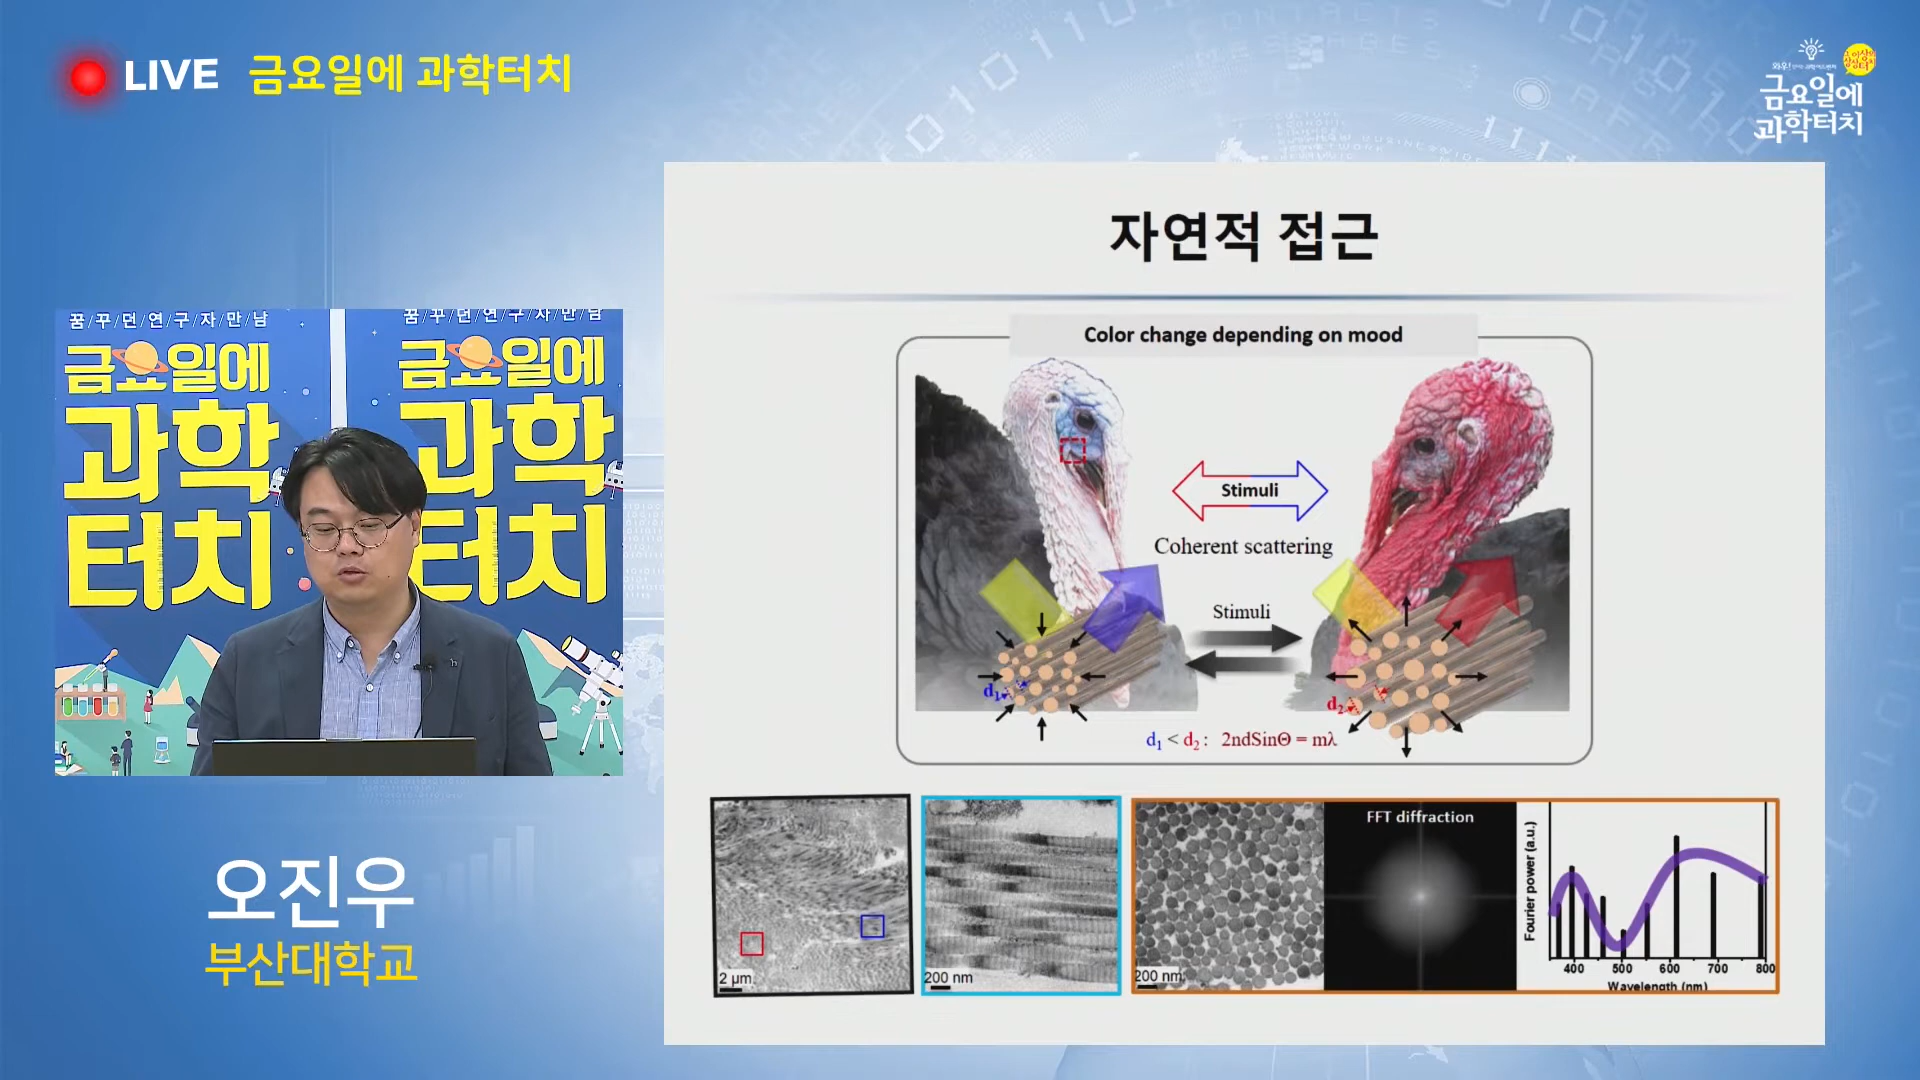 LIVE 금요일에 과학터치
금요일에
과학터치
꿈/꾸/던/연/구/자/만/남
금요일에
과학
터치
꿈/꾸/던/연/구/자/만/남
금요일에
과학
터치
오진우
부산대학교
자연적 접근
Color change depending on mood
Stimuli
Coherent scattering
Stimuli
d₁
d₂
d₁ < d₂ : 2ndSinΘ = mλ
2 μm
200 nm
200 nm
FFT diffraction
Fourier power (a.u.)
400 500 600 700 800
Wavelength (nm)